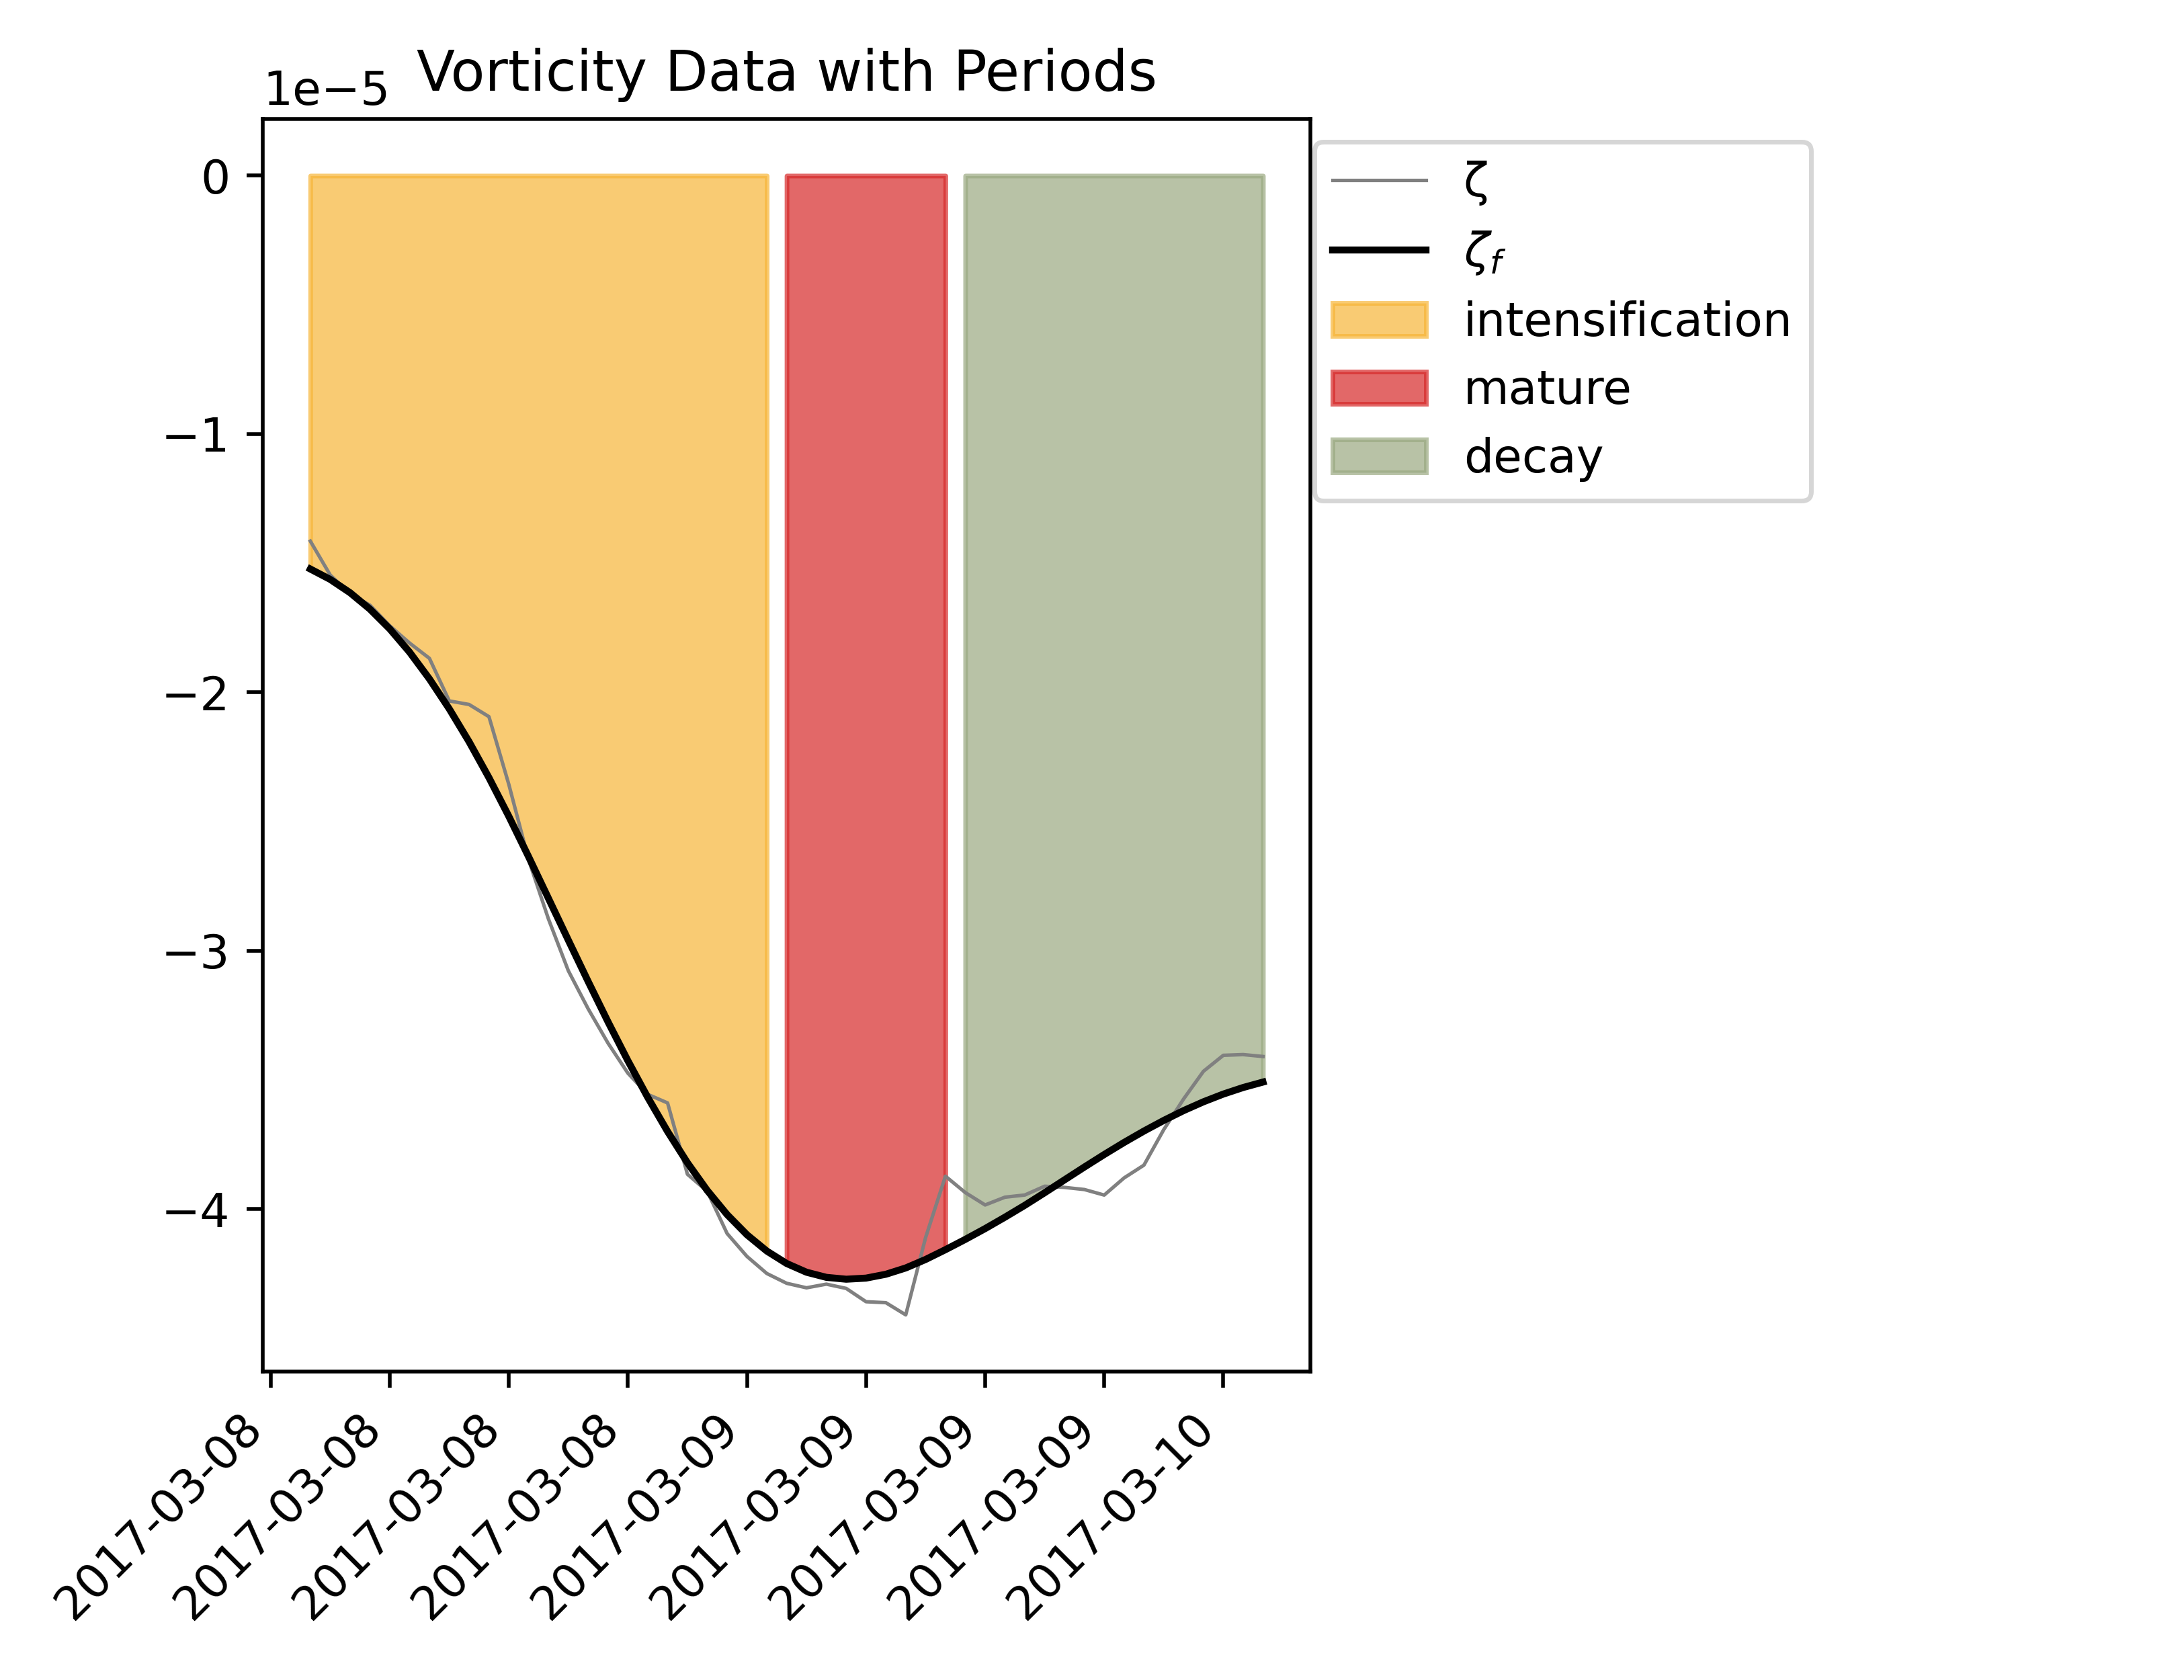 Vorticity Data with Periods
1e−5
0
−1
−2
−3
−4
2017-03-08
2017-03-08
2017-03-08
2017-03-08
2017-03-09
2017-03-09
2017-03-09
2017-03-09
2017-03-10
ζ
ζf
intensification
mature
decay